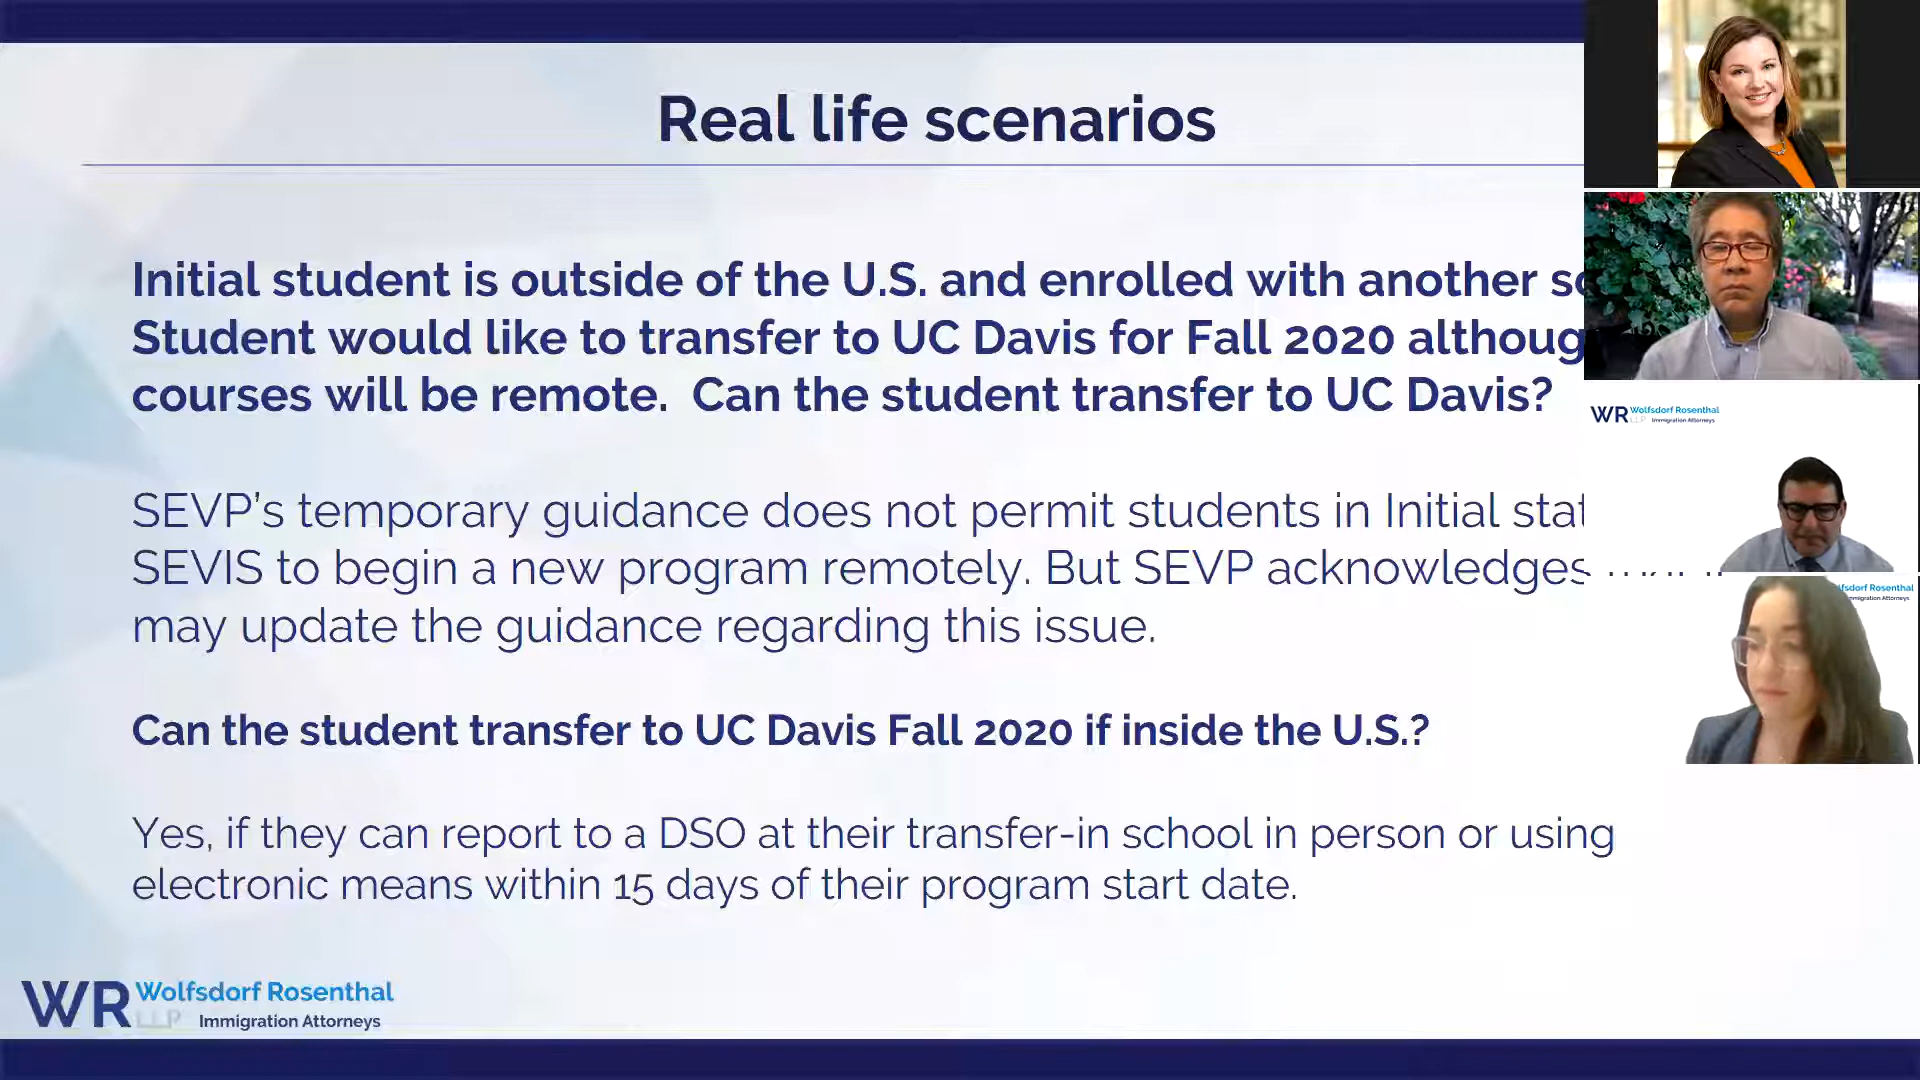 Real life scenarios
Initial student is outside of the U.S. and enrolled with another
Student would like to transfer to UC Davis for Fall 2020
courses will be remote. Can the student transfer to UC Davis?
SEVP's temporary guidance does not permit students in Initial
SEVIS to begin a new program remotely. But SEVP acknowledges
may update the guidance regarding this issue.
Can the student transfer to UC Davis Fall 2020 if inside the U.S.?
Yes, if they can report to a DSO at their transfer-in school in person or using
electronic means within 15 days of their program start date.
WR Wolfsdorf Rosenthal
LLP Immigration Attorneys
WR Wolfsdorf Rosenthal
LLP Immigration Attorneys
Rosenthal
Attorneys